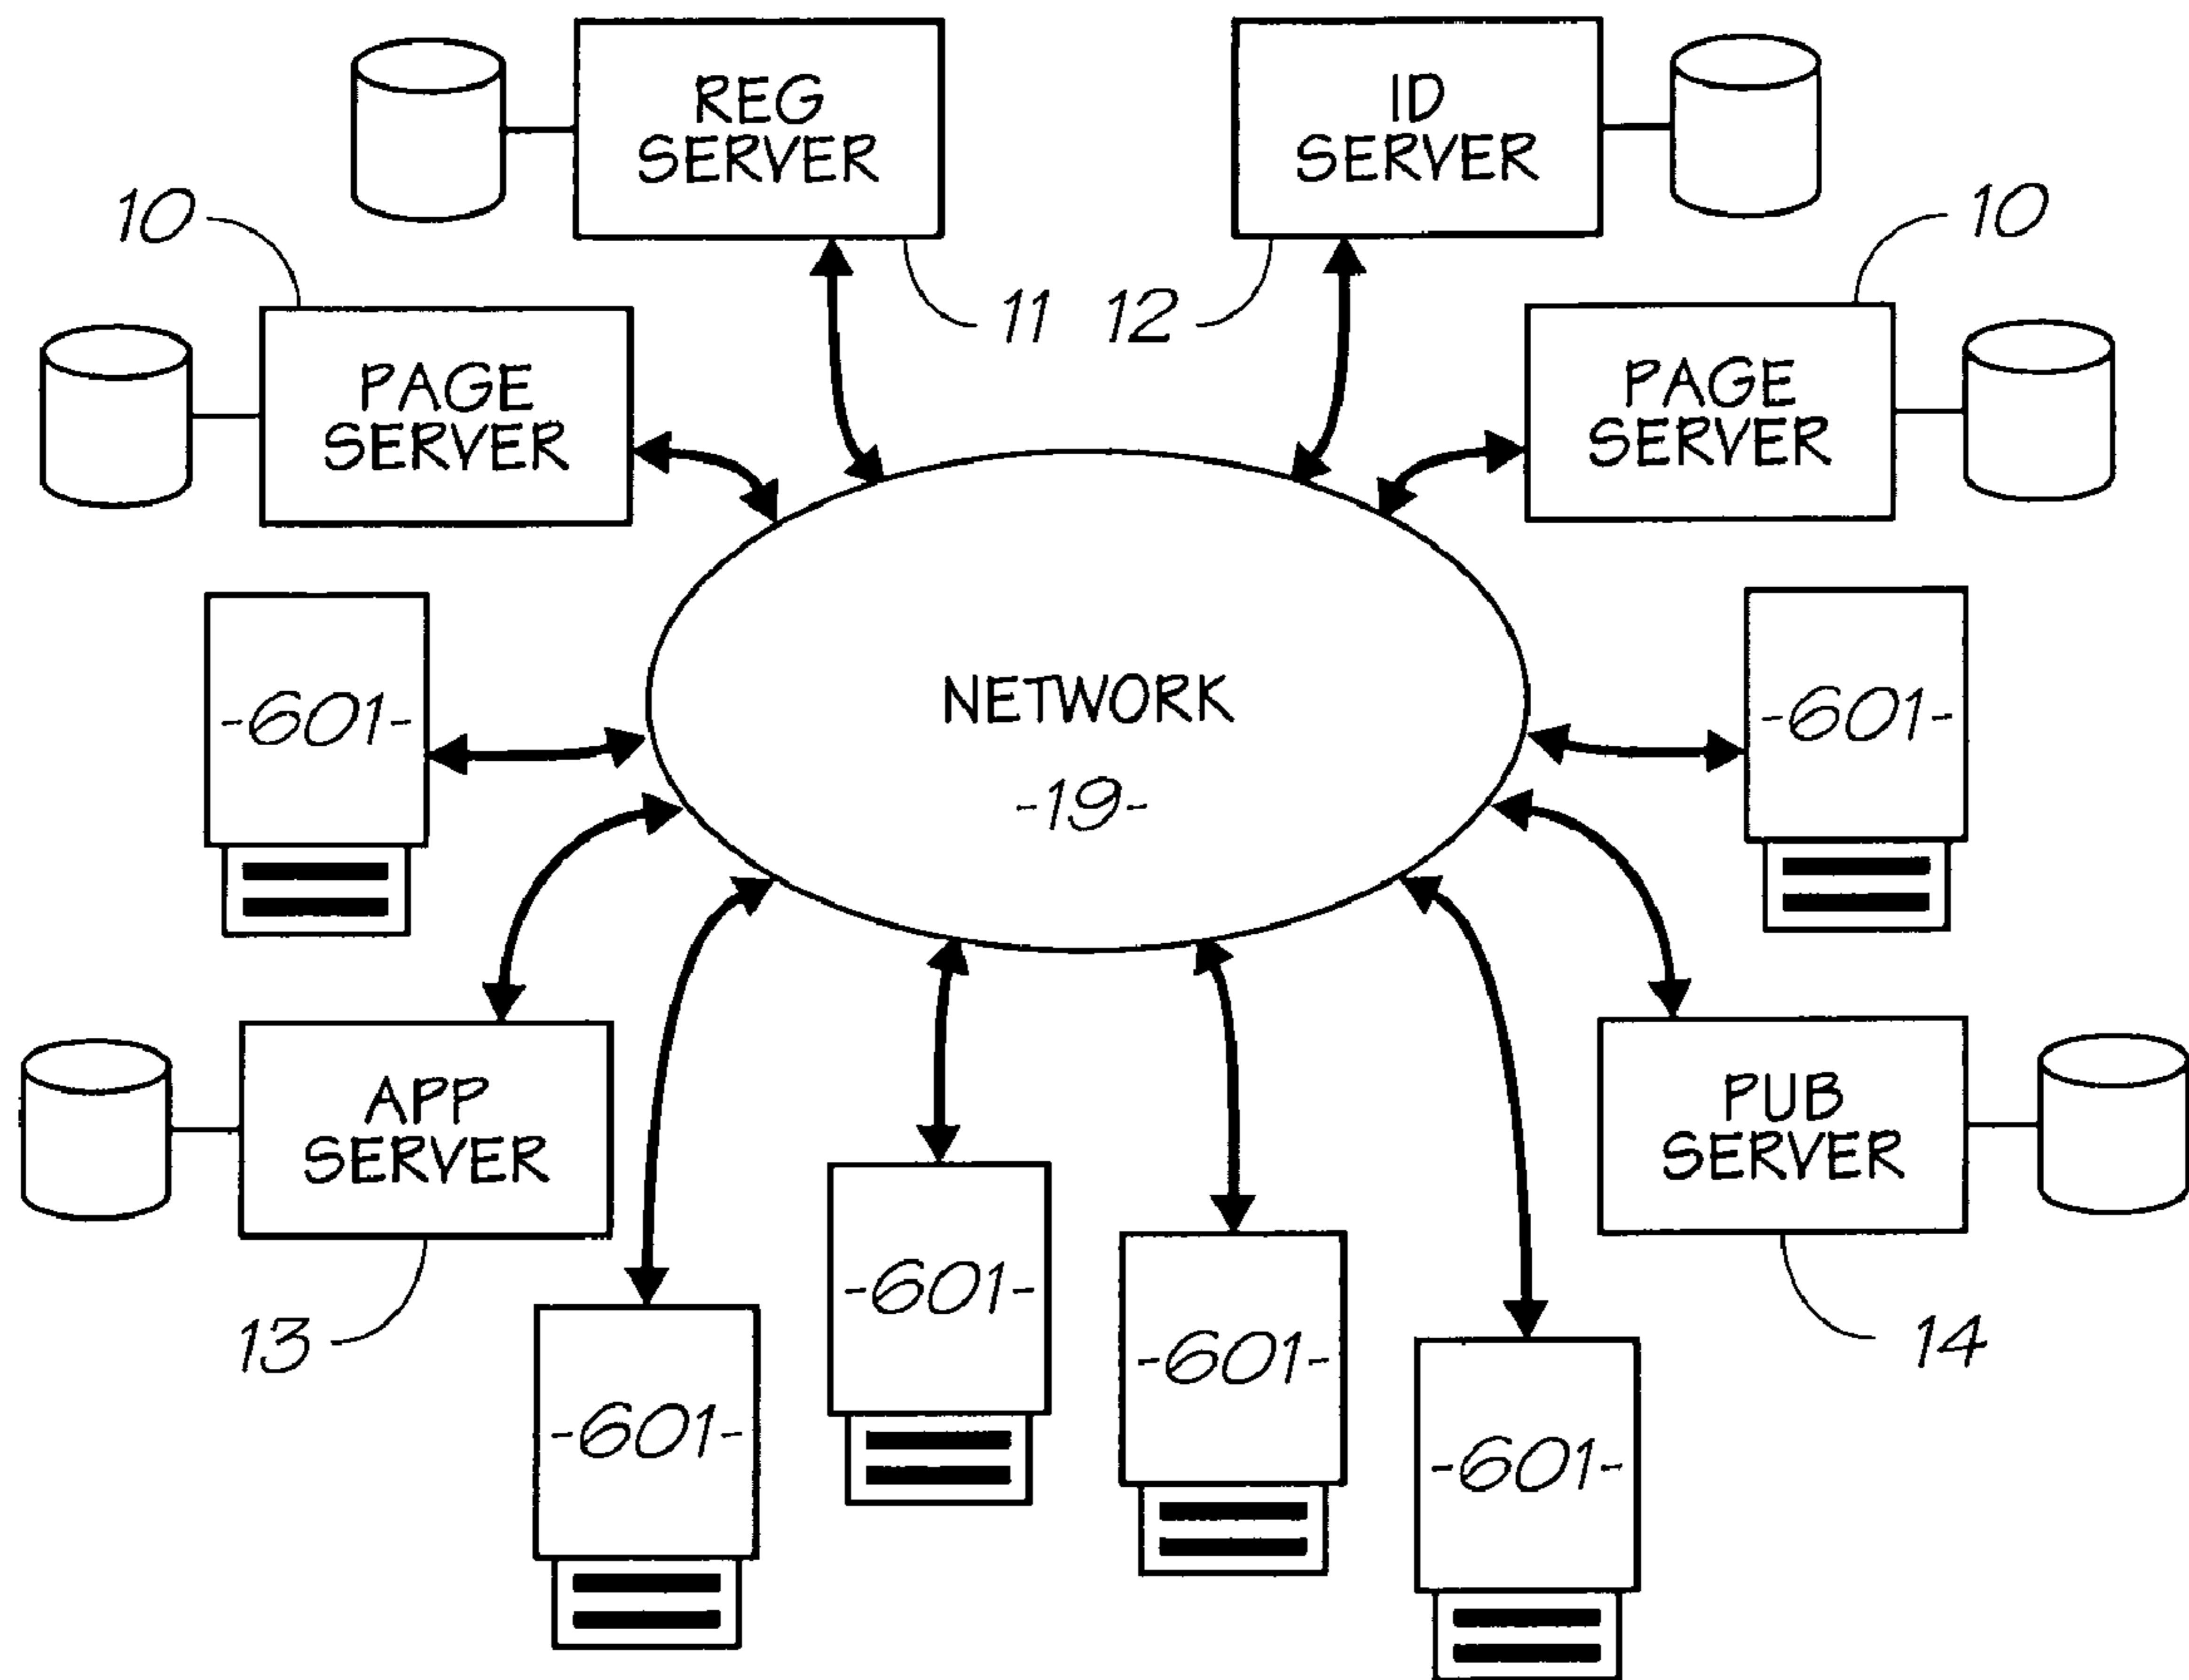 REG
SERVER
ID
SERVER
10
10
11
12
PAGE
SERVER
PAGE
SERVER
-601-
NETWORK
-19-
-601-
APP
SERVER
PUB
SERVER
13
-601-
-601-
-601-
-601-
14